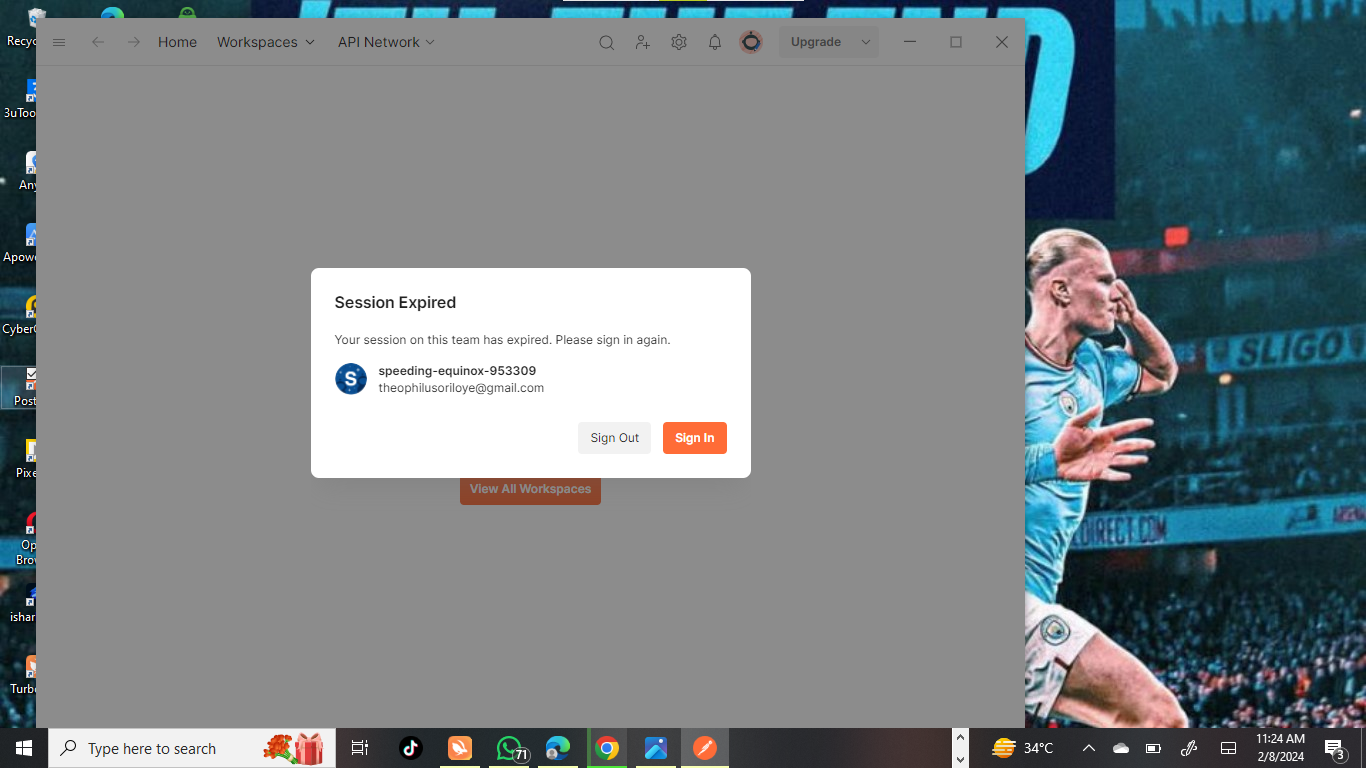 Home
Workspaces
API Network
Upgrade
Session Expired
Your session on this team has expired. Please sign in again.
S
speeding-equinox-953309
theophilusoriloye@gmail.com
Sign Out
Sign In
View All Workspaces
Recyc
3uToo
Any
Apow
Cyber
Post
Pixe
Op
Brow
ishar
Turb
SLIGO
DIRECT.COM
ARSENA
Type here to search
71
34°C
11:24 AM
2/8/2024
3